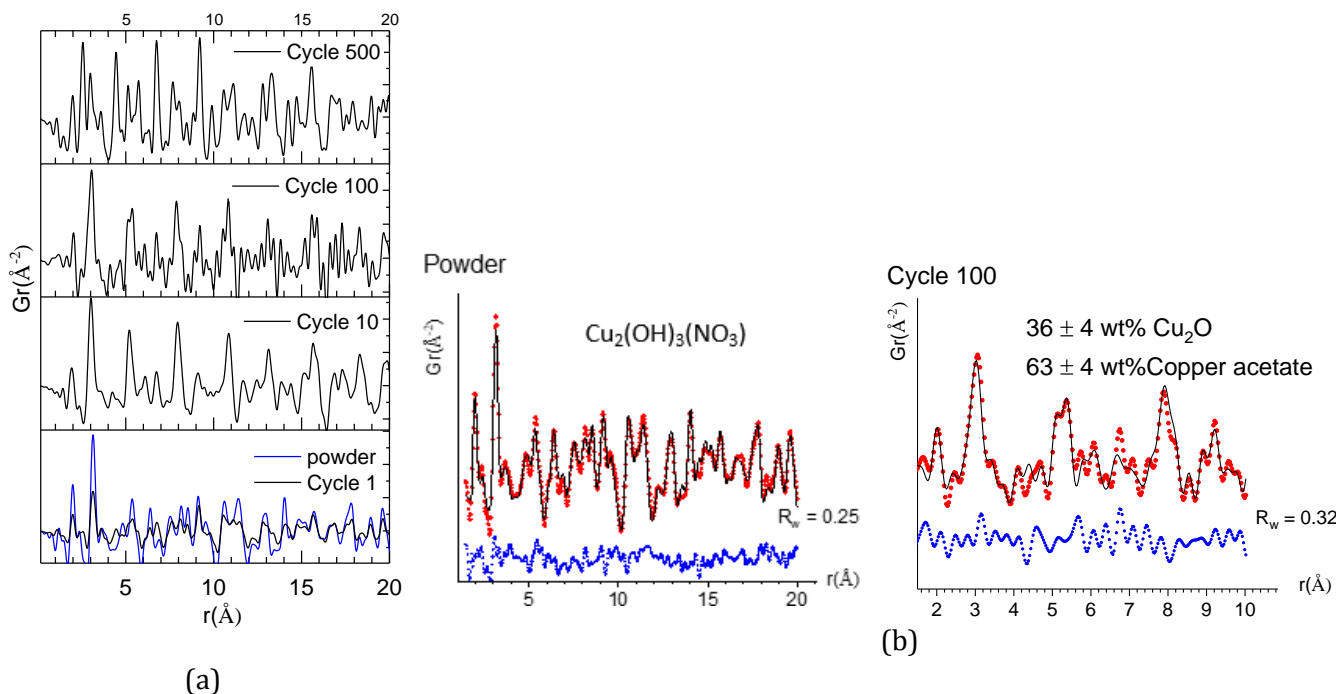 5 10 15 20
Cycle 500
Cycle 100
Cycle 10
powder
Cycle 1
Gr(Å⁻²)
5 10 15 20
r(Å)
(a)
Powder
Cu₂(OH)₃(NO₃)
Gr(Å⁻²)
R_w = 0.25
r(Å)
5 10 15 20
Cycle 100
36 ± 4 wt% Cu₂O
63 ± 4 wt%Copper acetate
Gr(Å⁻²)
R_w = 0.32
r(Å)
2 3 4 5 6 7 8 9 10
(b)